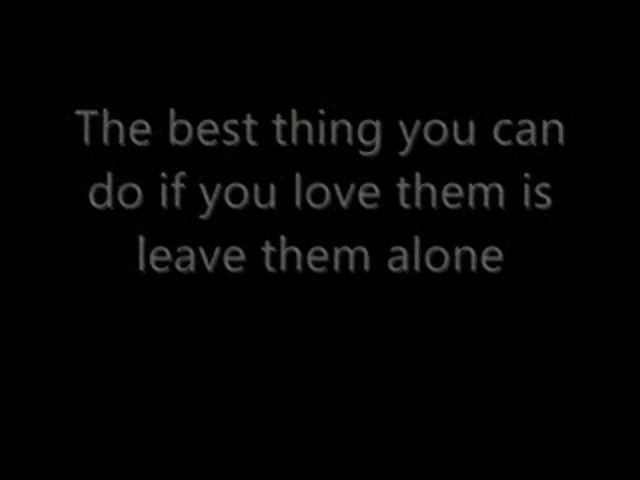 The best thing you can
do if you love them is
leave them alone